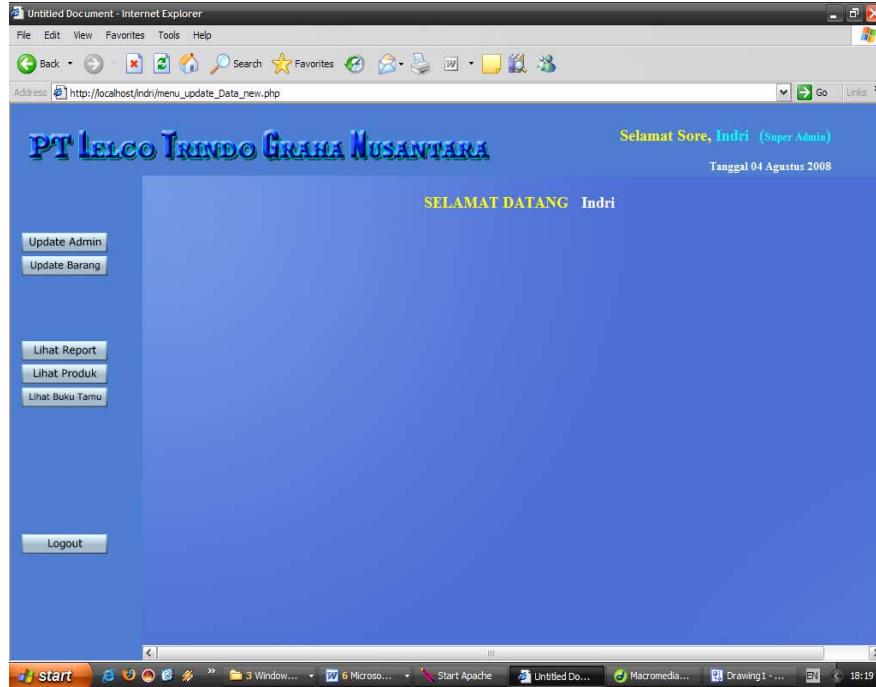 Untitled Document - Internet Explorer
File Edit View Favorites Tools Help
Back Search Favorites
Address http://localhost/indri/menu_update_Data_new.php Go Links
PT LELCO TRINDO GRAHA NUSANTARA
Selamat Sore, Indri (Super Admin)
Tanggal 04 Agustus 2008
SELAMAT DATANG Indri
Update Admin
Update Barang
Lihat Report
Lihat Produk
Lihat Buku Tamu
Logout
start 3 Window... 6 Microso... Start Apache Untitled Do... Macromedia... Drawing1 - ... EN 18:19